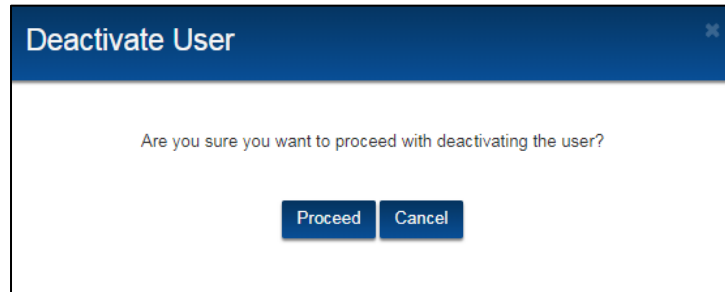 Deactivate User
Are you sure you want to proceed with deactivating the user?
Proceed Cancel